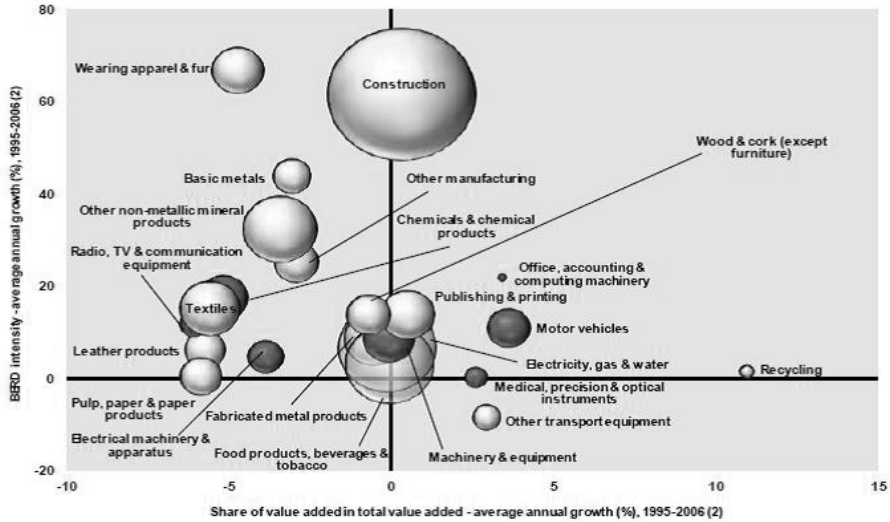 80
60
40
20
0
-20
-10
-5
0
5
10
15
BERD intensity - average annual growth (%), 1995-2006 (2)
Share of value added in total value added - average annual growth (%), 1995-2006 (2)
Wearing apparel & fur
Construction
Wood & cork (except
furniture)
Basic metals
Other manufacturing
Other non-metallic mineral
products
Chemicals & chemical
products
Radio, TV & communication
equipment
Office, accounting &
computing machinery
Textiles
Publishing & printing
Motor vehicles
Leather products
Electricity, gas & water
Recycling
Pulp, paper & paper
products
Fabricated metal products
Medical, precision & optical
instruments
Other transport equipment
Electrical machinery &
apparatus
Food products, beverages &
tobacco
Machinery & equipment